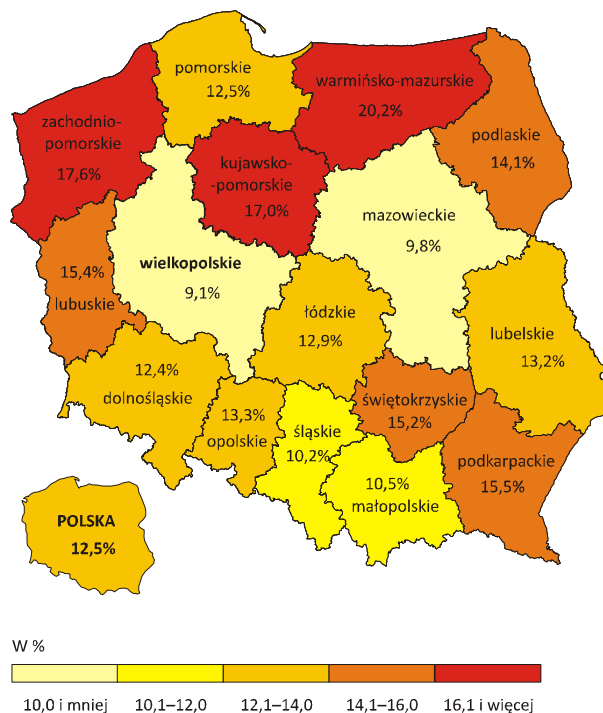 pomorskie
12,5%
warmińsko-mazurskie
20,2%
zachodnio-
pomorskie
17,6%
podlaskie
14,1%
kujawsko-
-pomorskie
17,0%
mazowieckie
9,8%
15,4%
lubuskie
wielkopolskie
9,1%
łódzkie
12,9%
lubelskie
13,2%
12,4%
dolnośląskie
13,3%
opolskie
śląskie
10,2%
świętokrzyskie
15,2%
podkarpackie
15,5%
10,5%
małopolskie
POLSKA
12,5%
W %
10,0 i mniej
10,1–12,0
12,1–14,0
14,1–16,0
16,1 i więcej